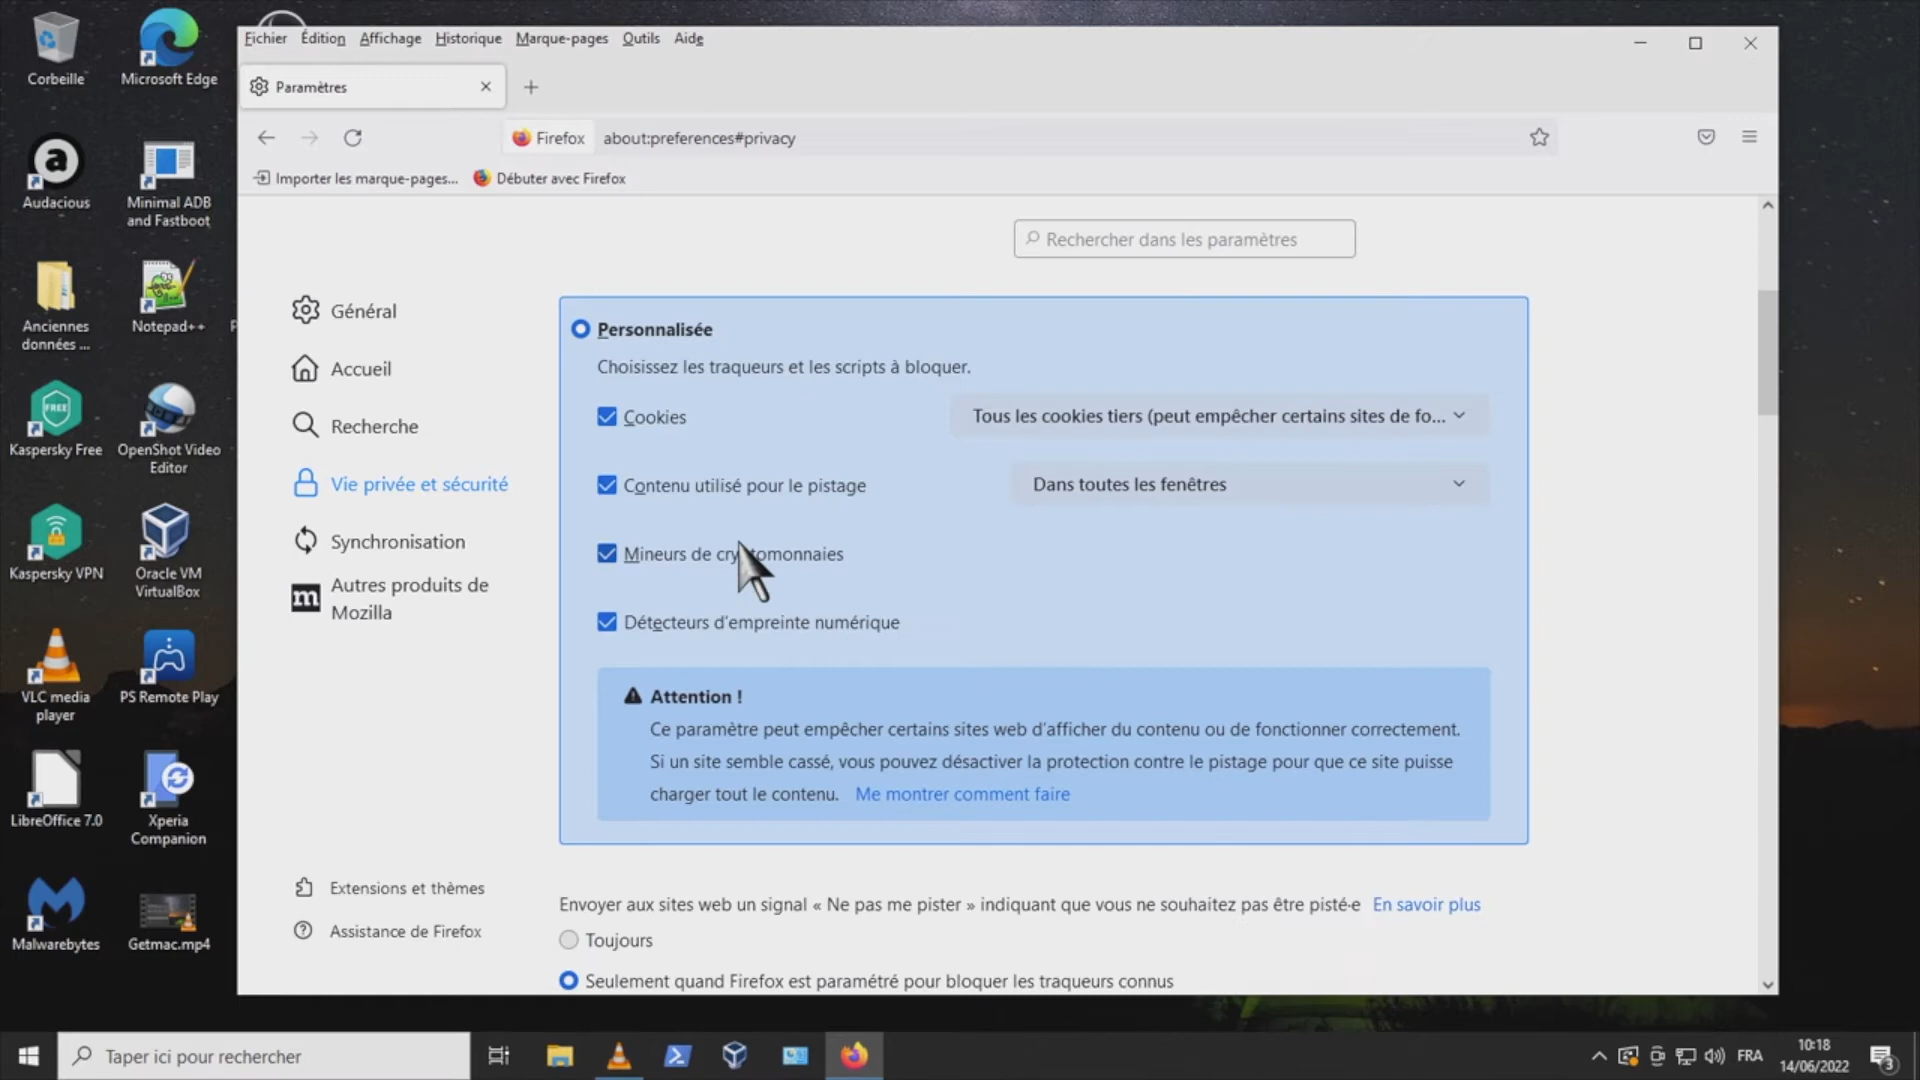 Corbeille
Microsoft Edge
Audacious
Minimal ADB
and Fastboot
Anciennes
données ...
Notepad++
P
Kaspersky Free
OpenShot Video
Editor
Kaspersky VPN
Oracle VM
VirtualBox
VLC media
player
PS Remote Play
LibreOffice 7.0
Xperia
Companion
Malwarebytes
Getmac.mp4
Fichier Édition Affichage Historique Marque-pages Outils Aide
Paramètres
Firefox about:preferences#privacy
Importer les marque-pages... Débuter avec Firefox
Rechercher dans les paramètres
Général
Accueil
Recherche
Vie privée et sécurité
Synchronisation
Autres produits de
Mozilla
Extensions et thèmes
Assistance de Firefox
Personnalisée
Choisissez les traqueurs et les scripts à bloquer.
Cookies Tous les cookies tiers (peut empêcher certains sites de fo...
Contenu utilisé pour le pistage Dans toutes les fenêtres
Mineurs de cryptomonnaies
Détecteurs d'empreinte numérique
Attention !
Ce paramètre peut empêcher certains sites web d'afficher du contenu ou de fonctionner correctement.
Si un site semble cassé, vous pouvez désactiver la protection contre le pistage pour que ce site puisse
charger tout le contenu. Me montrer comment faire
Envoyer aux sites web un signal « Ne pas me pister » indiquant que vous ne souhaitez pas être pisté·e En savoir plus
Toujours
Seulement quand Firefox est paramétré pour bloquer les traqueurs connus
Taper ici pour rechercher
FRA
10:18
14/06/2022
3